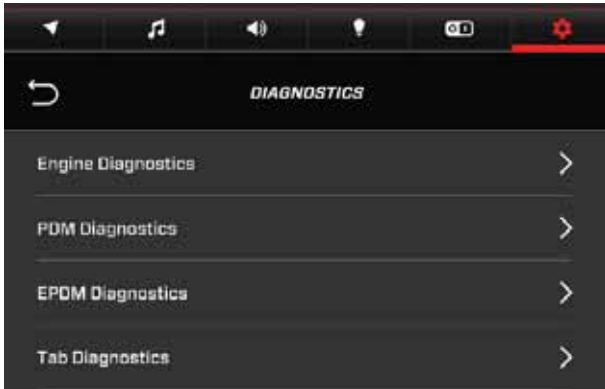 DIAGNOSTICS
Engine Diagnostics
PDM Diagnostics
EPDM Diagnostics
Tab Diagnostics